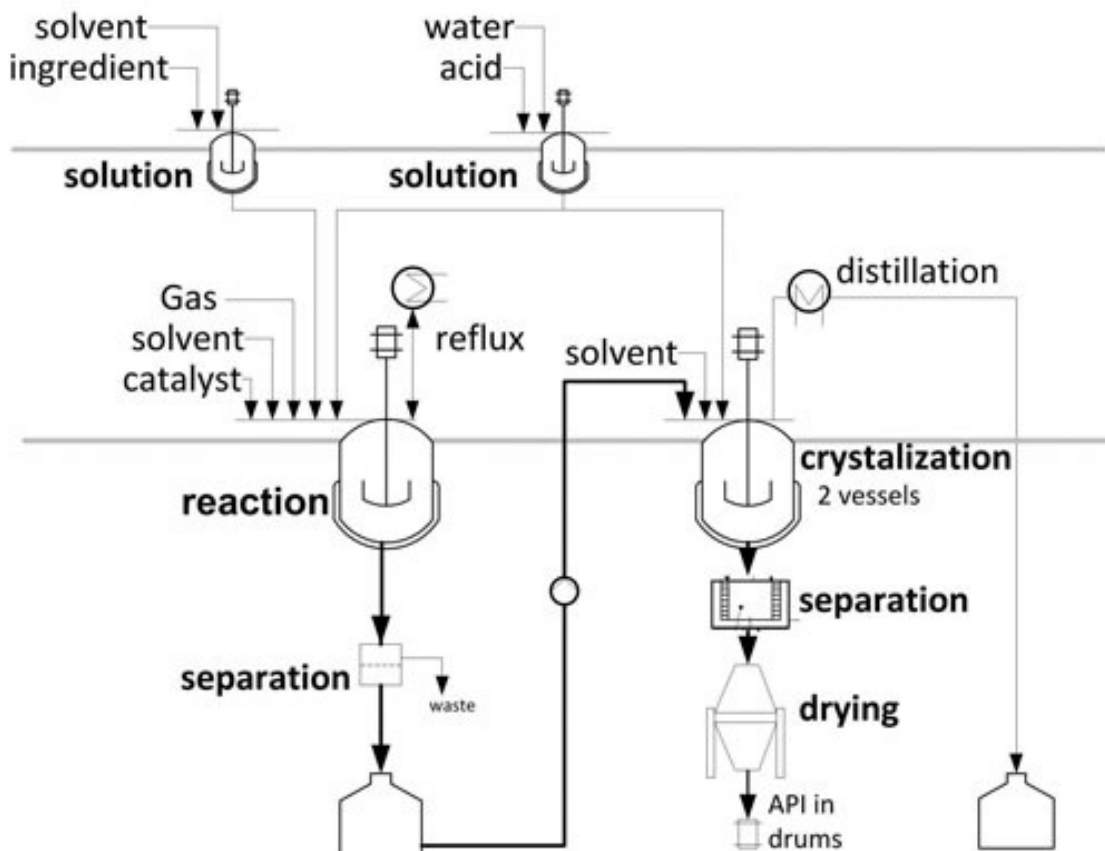 solvent
ingredient
water
acid
solution
solution
distillation
Gas
solvent
catalyst
reflux
solvent
reaction
crystalization
2 vessels
separation
separation
waste
drying
API in
drums